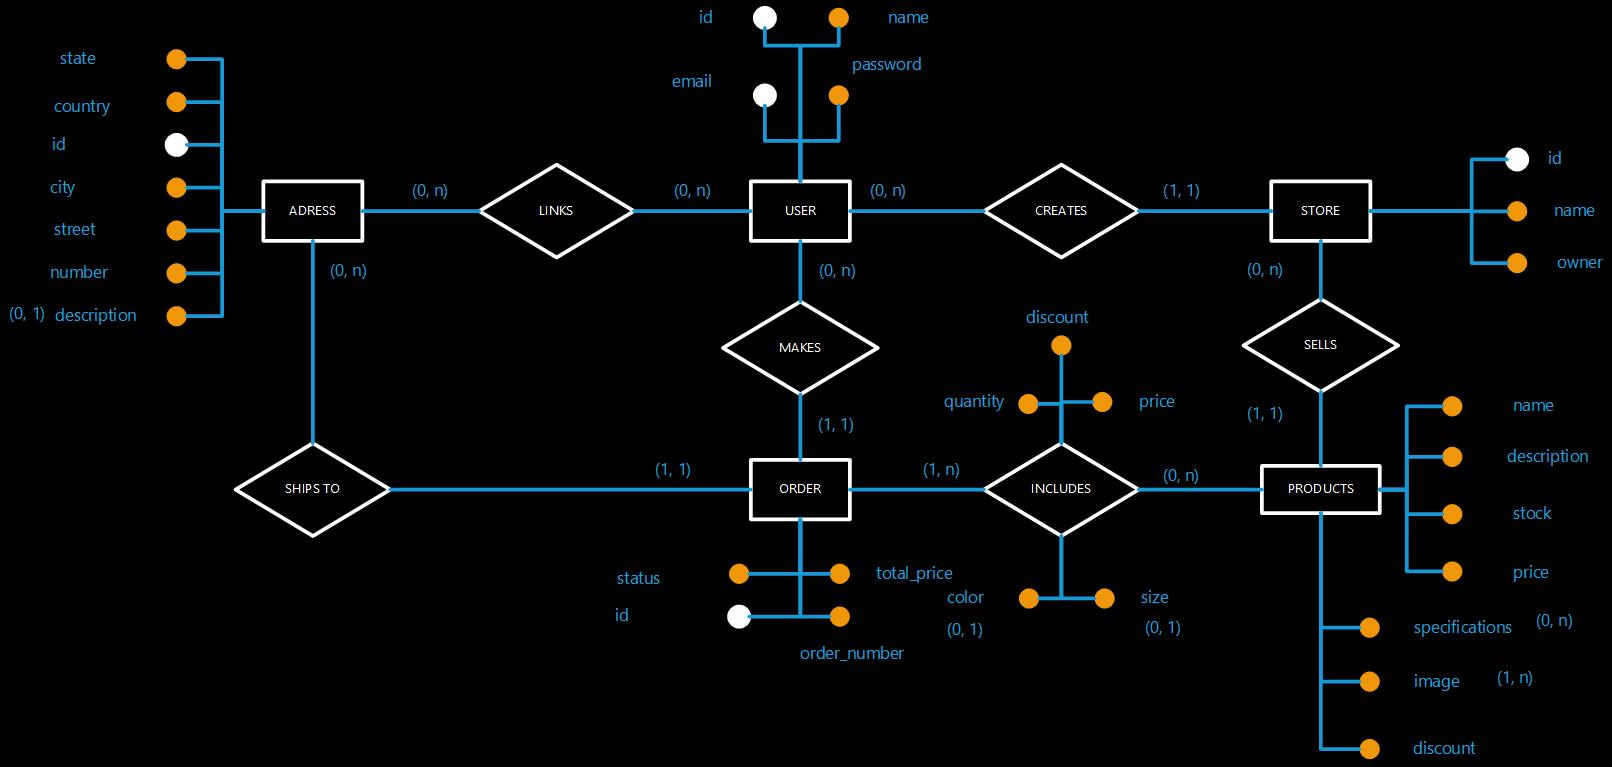 id
name
state
password
email
country
id
id
city
(0, n)
(0, n)
(0, n)
(1, 1)
name
ADRESS
LINKS
USER
CREATES
STORE
street
owner
number
(0, n)
(0, n)
(0, n)
(0, 1) description
discount
MAKES
SELLS
quantity
price
name
(1, 1)
(1, 1)
description
(1, 1)
(1, n)
(0, n)
SHIPS TO
ORDER
INCLUDES
PRODUCTS
stock
status
total_price
price
color
size
id
(0, 1)
(0, 1)
specifications (0, n)
order_number
image (1, n)
discount